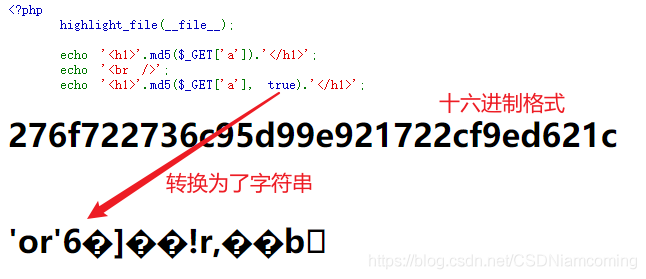 <?php
highlight_file(__file__);
echo '<h1>'.md5($_GET['a']).'</h1>';
echo '<br />';
echo '<h1>'.md5($_GET['a'], true).'</h1>';
十六进制格式
276f722736c95d99e921722cf9ed621c
转换为了字符串
'or'6�]��!r,��b
https://blog.csdn.net/CSDNiamcoming